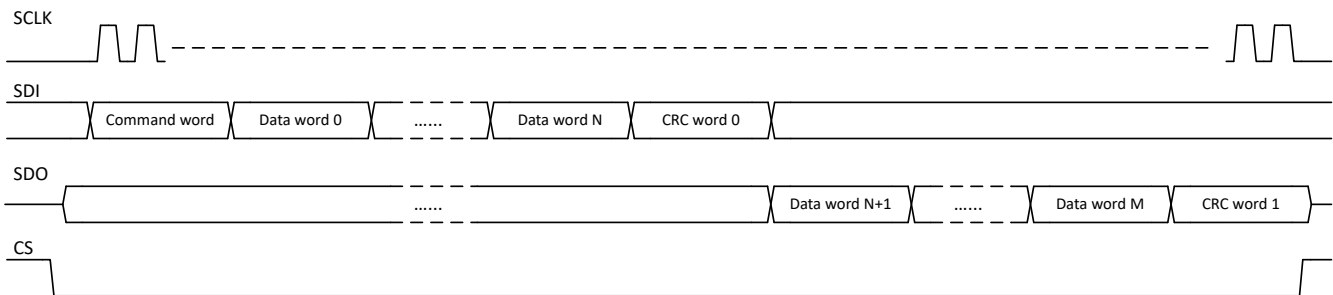 SCLK
SDI
Command word Data word 0 ...... Data word N CRC word 0
SDO
...... Data word N+1 ...... Data word M CRC word 1
CS